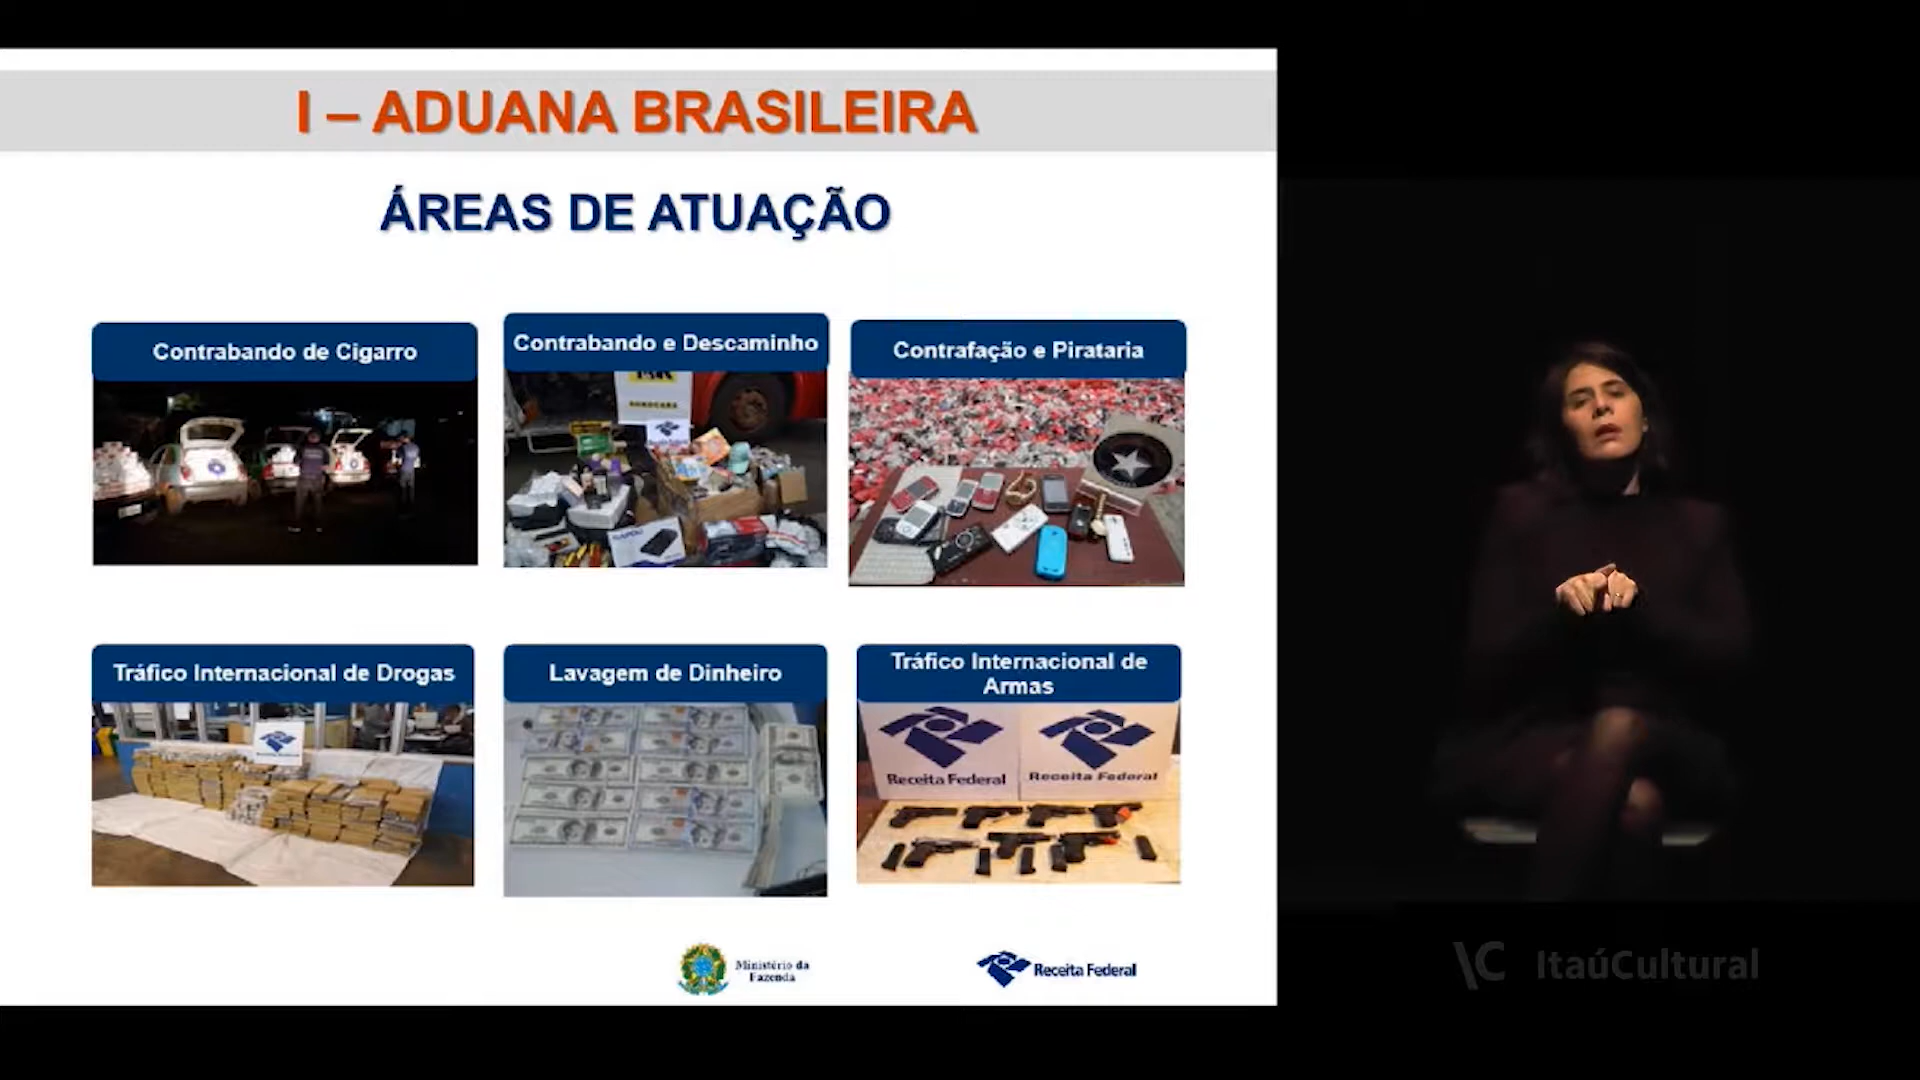 I – ADUANA BRASILEIRA
ÁREAS DE ATUAÇÃO
Contrabando de Cigarro
Contrabando e Descaminho
Contrafação e Pirataria
Tráfico Internacional de Drogas
Lavagem de Dinheiro
Tráfico Internacional de
Armas
Receita Federal
Receita Federal
Ministério da
Fazenda
Receita Federal
ItaúCultural